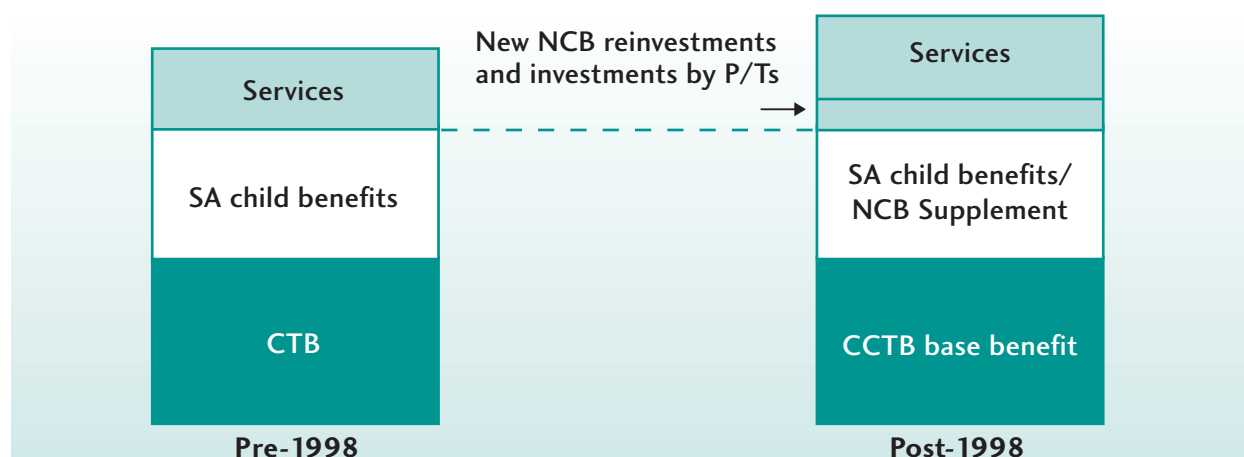 New NCB reinvestments
and investments by P/Ts
Services
Services
SA child benefits
SA child benefits/
NCB Supplement
CTB
CCTB base benefit
Pre-1998
Post-1998